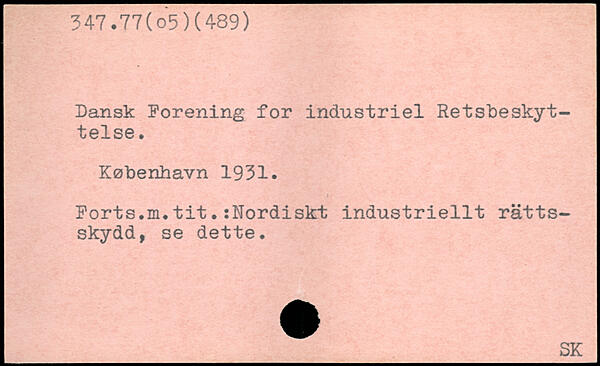 347.77(o5)(489)
Dansk Forening for industriel Retsbeskyt-
telse.
København 1931.
Forts.m.tit.:Nordiskt industriellt rätts-
skydd, se dette.
SK